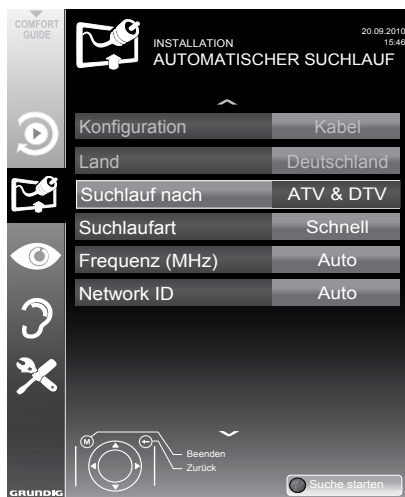 COMFORT
GUIDE
20.09.2010
15:46
INSTALLATION
AUTOMATISCHER SUCHLAUF
Konfiguration Kabel
Land Deutschland
Suchlauf nach ATV & DTV
Suchlaufart Schnell
Frequenz (MHz) Auto
Network ID Auto
M
Beenden
Zurück
Suche starten
GRUNDIG